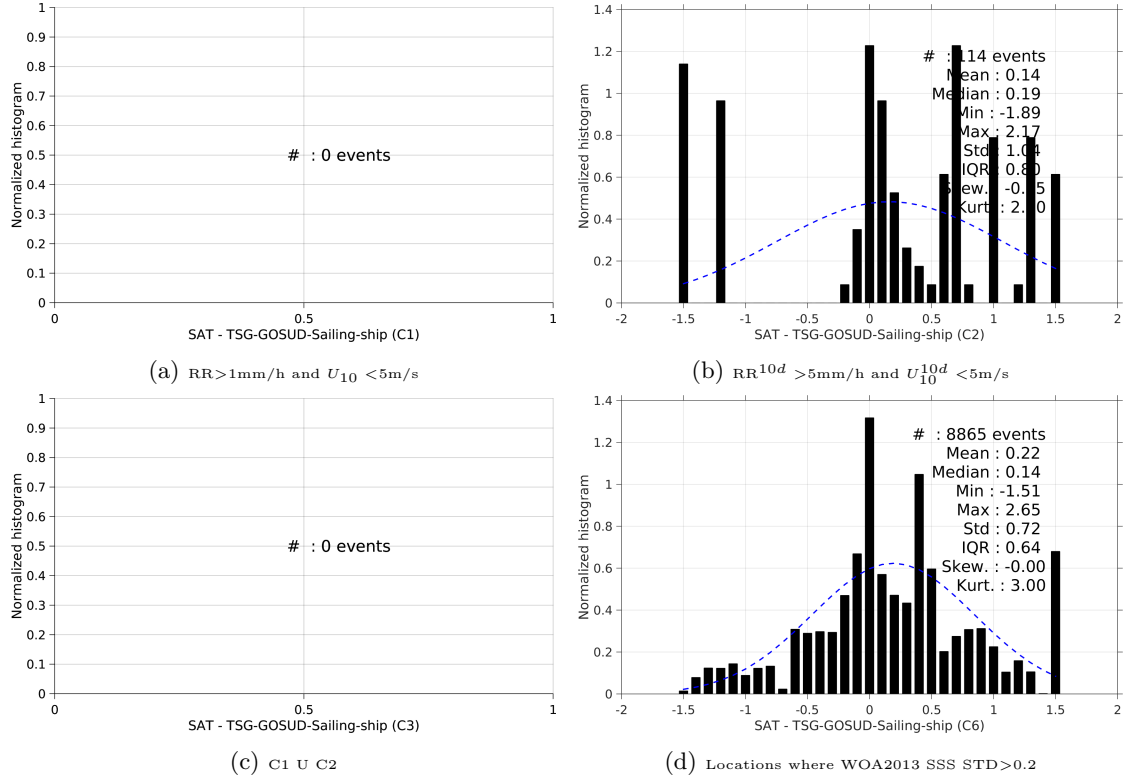 1
0.9
0.8
0.7
0.6
0.5
0.4
0.3
0.2
0.1
0
Normalized histogram
# : 0 events
0 0.5 1
SAT - TSG-GOSUD-Sailing-ship (C1)
(a) RR>1mm/h and U10 <5m/s
1.4
1.2
1
0.8
0.6
0.4
0.2
0
Normalized histogram
# : 114 events
Mean : 0.14
Median : 0.19
Min : -1.89
Max : 2.17
Std : 1.04
IQR : 0.80
Skew. :
Kurt. :
-2 -1.5 -1 -0.5 0 0.5 1 1.5 2
SAT - TSG-GOSUD-Sailing-ship (C2)
(b) RR10d >5mm/h and U10d10 <5m/s
1
0.9
0.8
0.7
0.6
0.5
0.4
0.3
0.2
0.1
0
Normalized histogram
# : 0 events
0 0.5 1
SAT - TSG-GOSUD-Sailing-ship (C3)
(c) C1 U C2
1.4
1.2
1
0.8
0.6
0.4
0.2
0
Normalized histogram
# : 8865 events
Mean : 0.22
Median : 0.14
Min : -1.51
Max : 2.65
Std : 0.72
IQR : 0.64
Skew. : -0.00
Kurt. : 3.00
-2 -1.5 -1 -0.5 0 0.5 1 1.5 2
SAT - TSG-GOSUD-Sailing-ship (C6)
(d) Locations where WOA2013 SSS STD>0.2